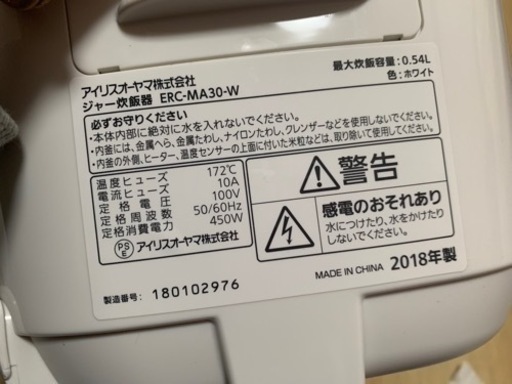 アイリスオーヤマ株式会社
ジャー炊飯器 ERC-MA30-W
最大炊飯容量:0.54L
色:ホワイト
必ずお守りください
・本体内部に絶対に水を入れないでください。
・内釜には、金属へら、金属たわし、ナイロンたわし、クレンザーなどを使用しないでください。
・内釜の外側、ヒーター、温度センサーの上面に付いた米粒などは、取り除いて使用してください。
温度ヒューズ 172℃
電流ヒューズ 10A
定格電圧 100V
定格周波数 50/60Hz
定格消費電力 450W
PSE アイリスオーヤマ株式会社
警告
感電のおそれあり
水につけたり、水をかけたり
しないでください。
製造番号: 180102976
MADE IN CHINA 2018年製